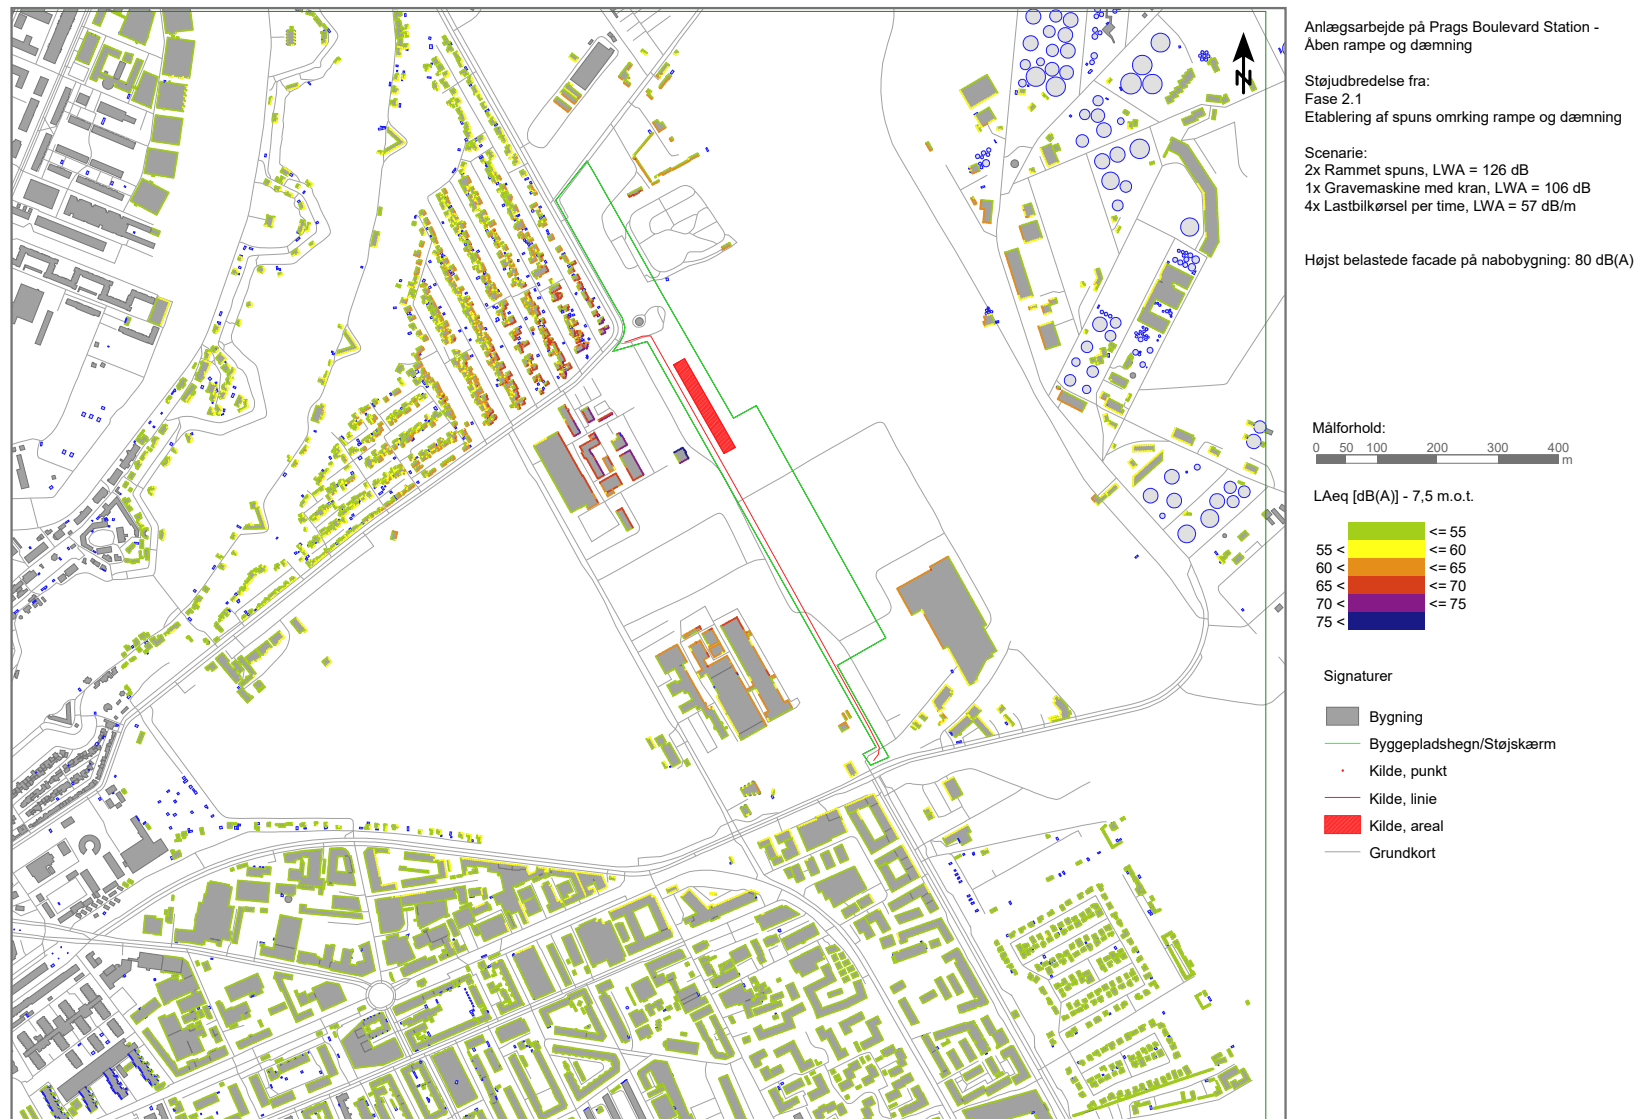 Anlægsarbejde på Prags Boulevard Station -
Åben rampe og dæmning
Støjudbredelse fra:
Fase 2.1
Etablering af spuns omrking rampe og dæmning
Scenarie:
2x Rammet spuns, LWA = 126 dB
1x Gravemaskine med kran, LWA = 106 dB
4x Lastbilkørsel per time, LWA = 57 dB/m
Højst belastede facade på nabobygning: 80 dB(A)
N
Målforhold:
0 50 100 200 300 400
m
LAeq [dB(A)] - 7,5 m.o.t.
<= 55
55 < <= 60
60 < <= 65
65 < <= 70
70 < <= 75
75 <
Signaturer
Bygning
Byggepladshegn/Støjskærm
Kilde, punkt
Kilde, linie
Kilde, areal
Grundkort